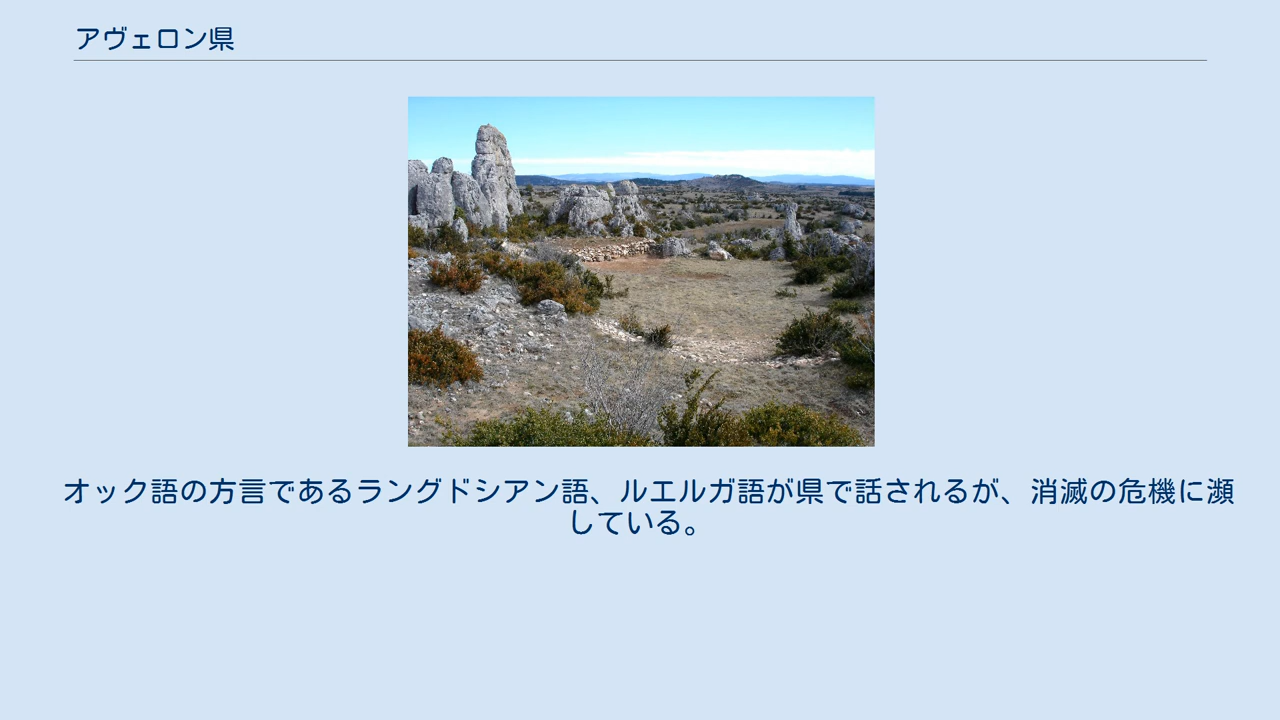 アヴェロン県
オック語の方言であるラングドシアン語、ルエルガ語が県で話されるが、消滅の危機に瀕
している。